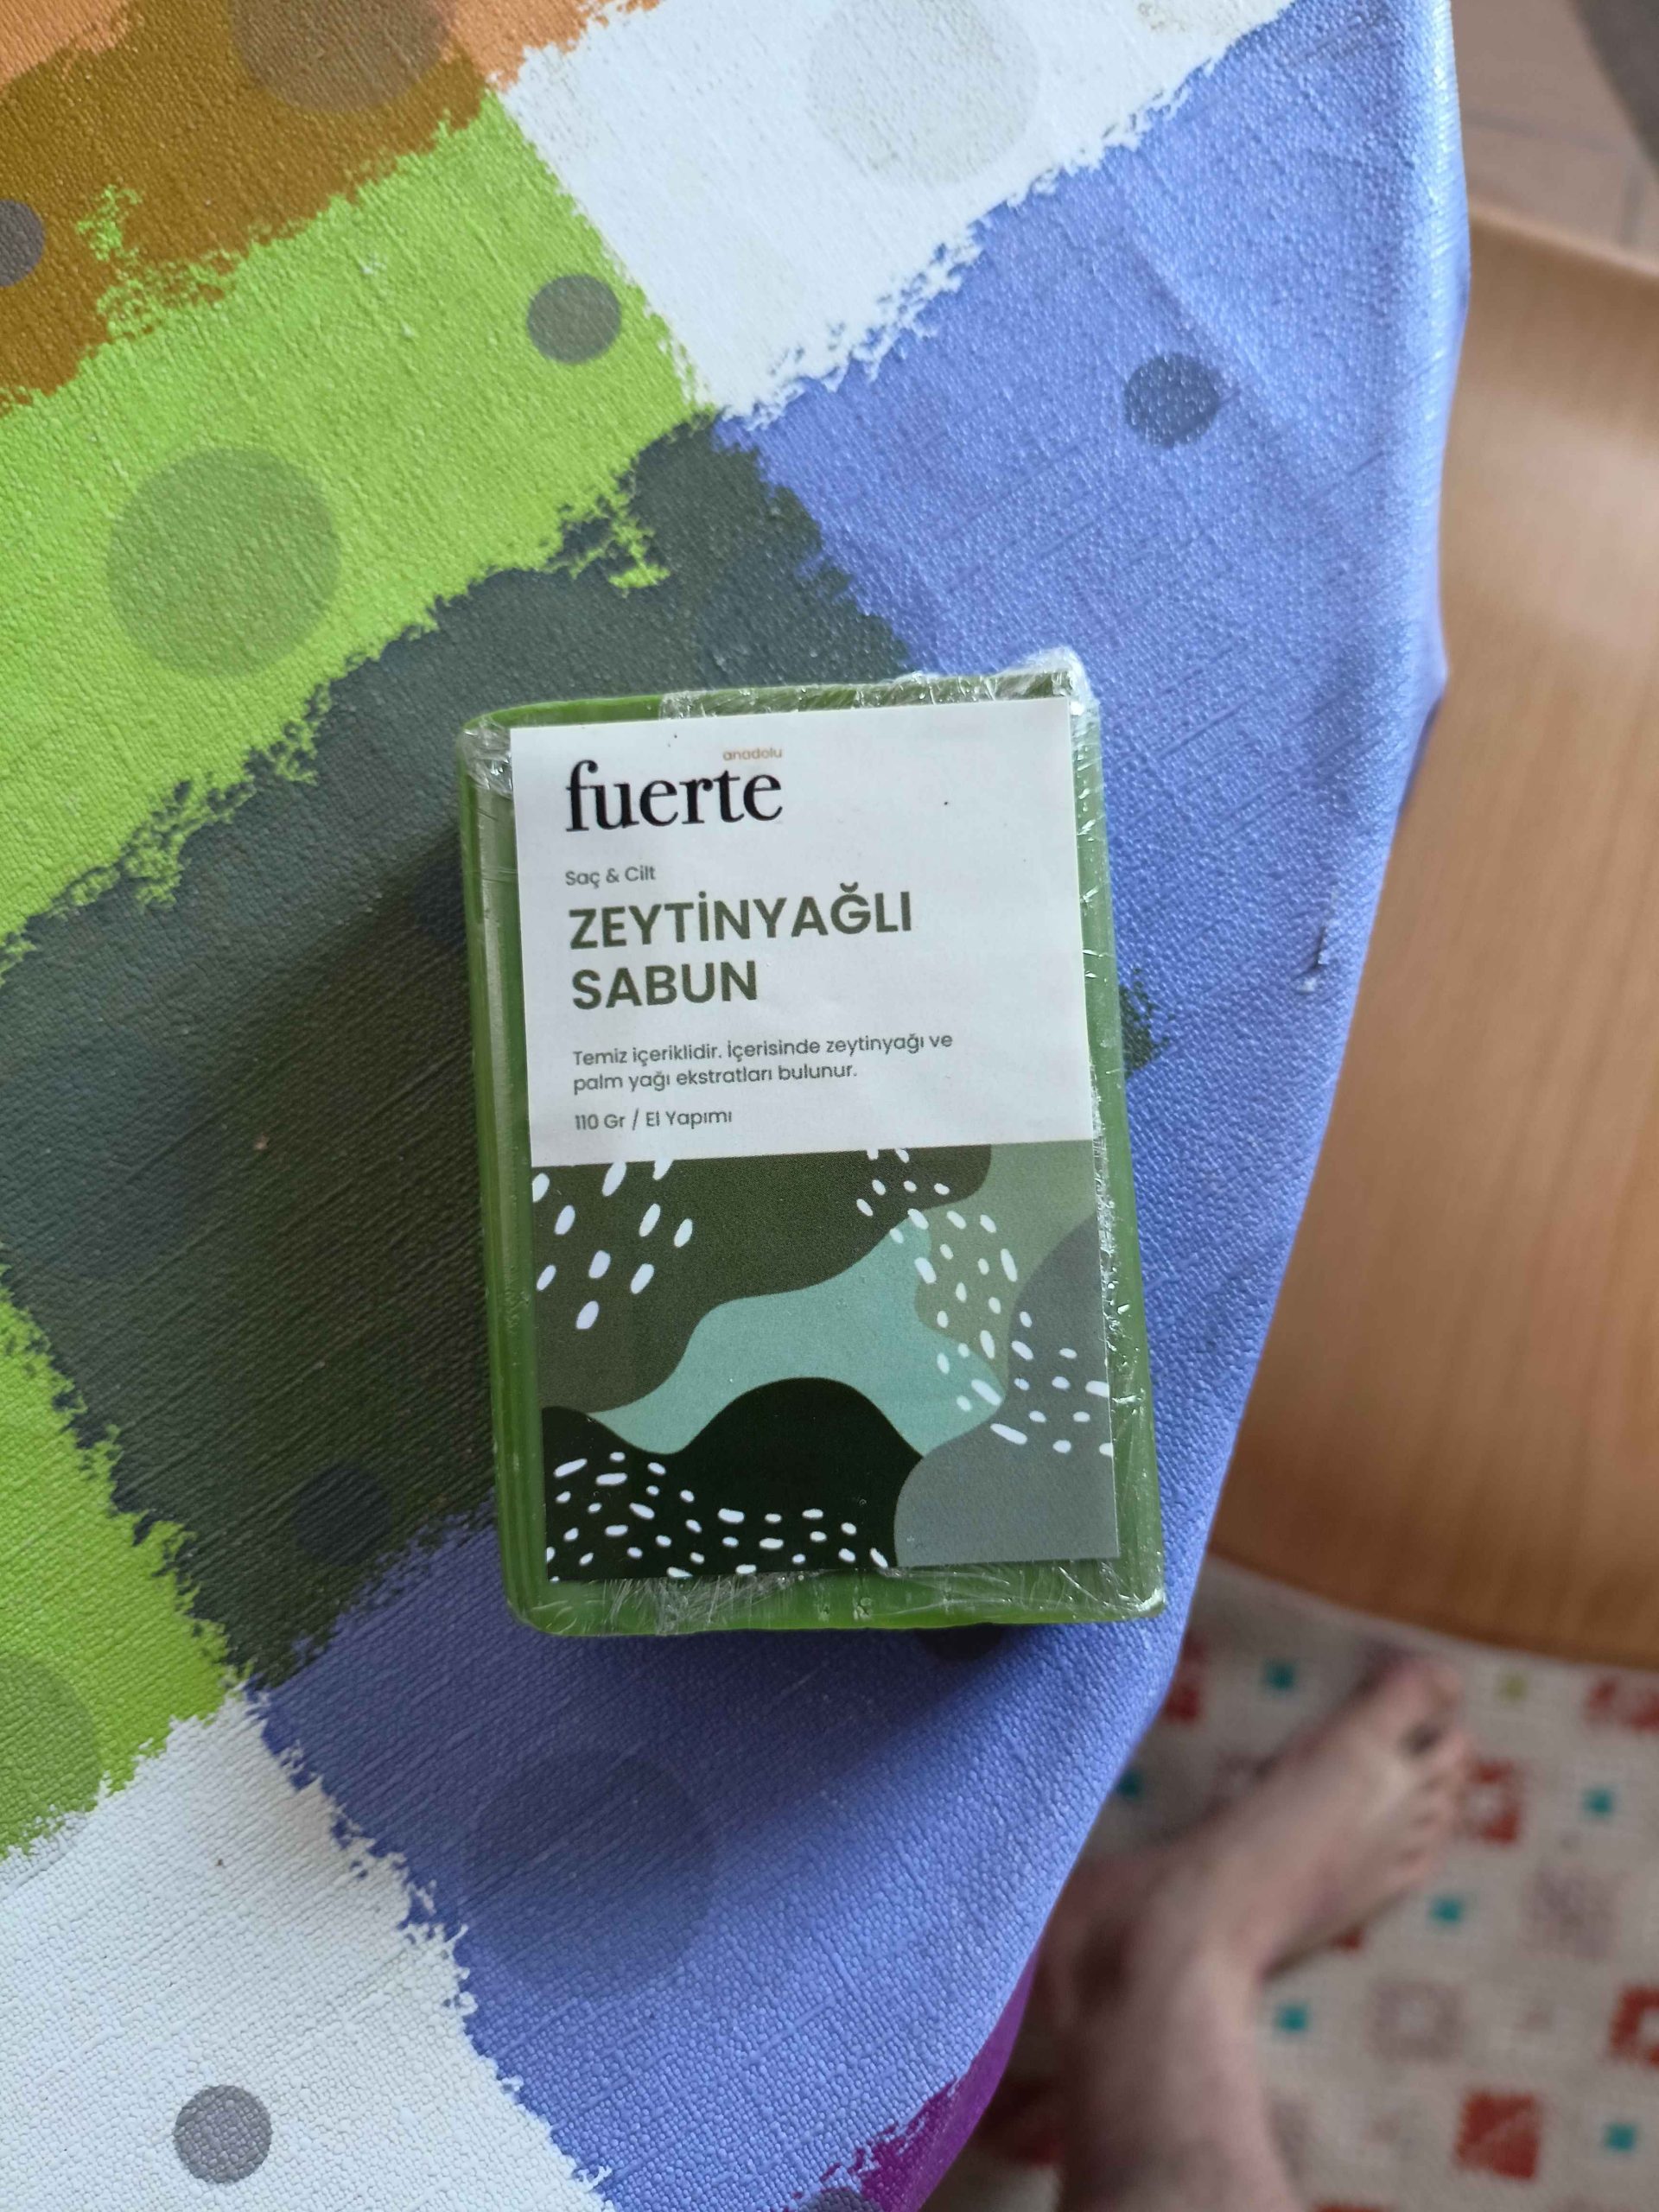 anadolu
fuerte
Saç & Cilt
ZEYTİNYAĞLI
SABUN
Temiz içeriklidir. İçerisinde zeytinyağı ve
palm yağı ekstratları bulunur.
110 Gr / El Yapımı